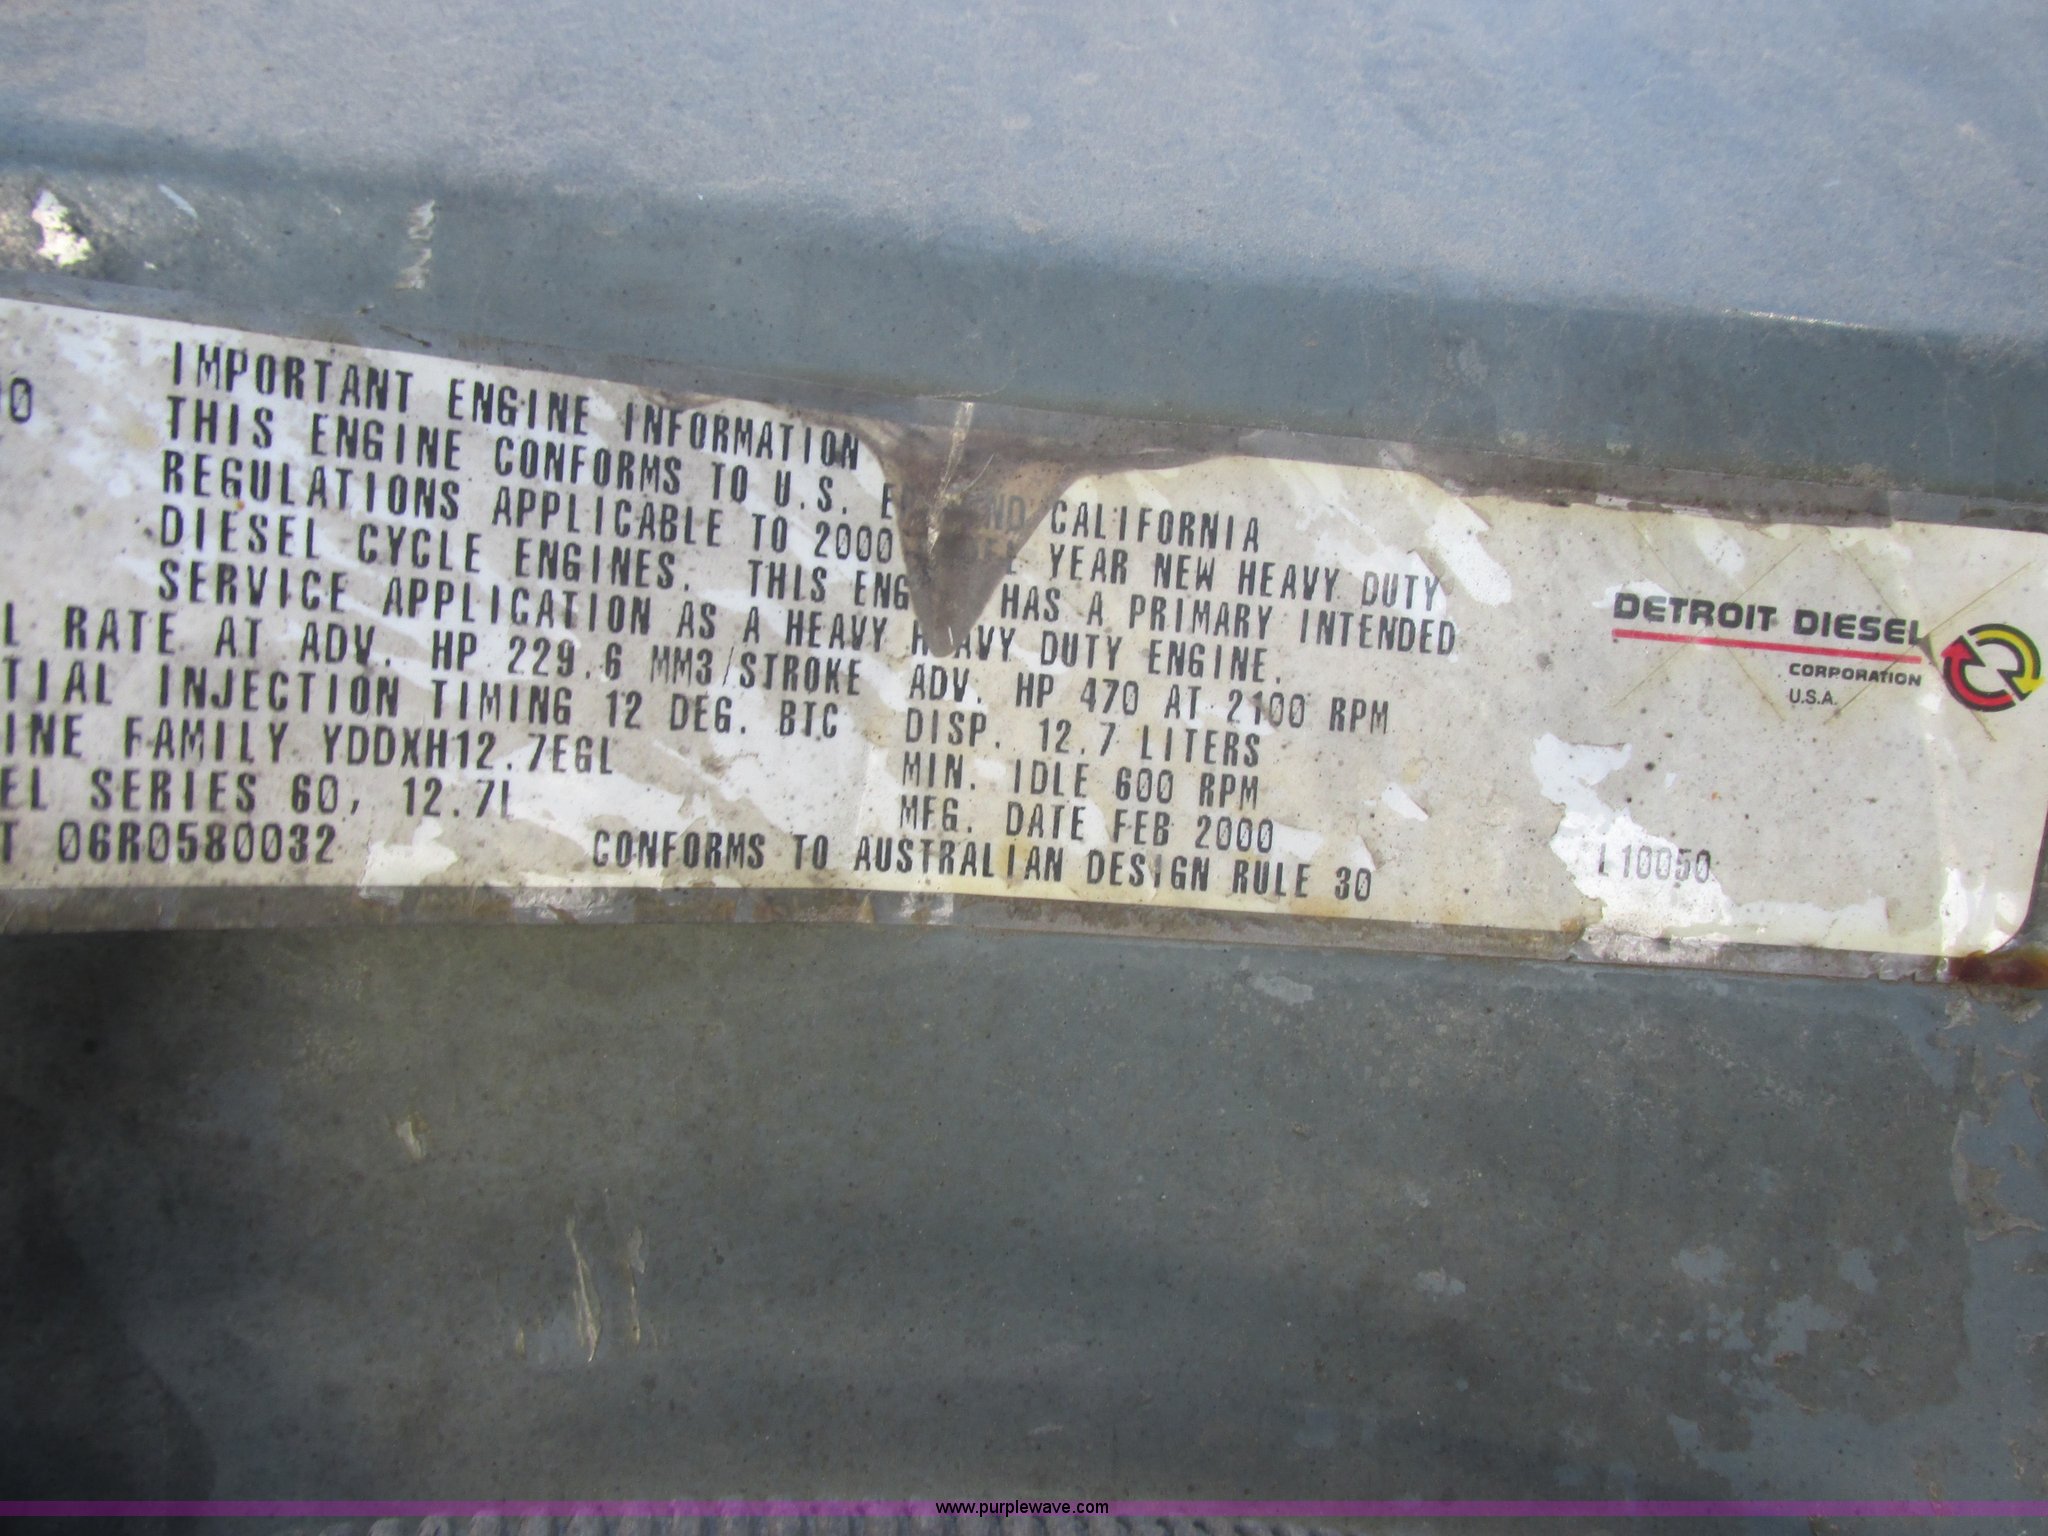 IMPORTANT ENGINE INFORMATION
THIS ENGINE CONFORMS TO U.S. AND CALIFORNIA
REGULATIONS APPLICABLE TO 2000 YEAR NEW HEAVY DUTY
DIESEL CYCLE ENGINES. THIS HAS A PRIMARY INTENDED
SERVICE APPLICATION AS A HEAVY HEAVY DUTY ENGINE.
L RATE AT ADV. HP 229.6 MM3/STROKE ADV. HP 470 AT 2100 RPM
TIAL INJECTION TIMING 12 DEG. BTC DISP. 12.7 LITERS
INE FAMILY YDDXH12.7EGL MIN. IDLE 600 RPM
EL SERIES 60, 12.7L MFG. DATE FEB 2000
T 06R0580032 CONFORMS TO AUSTRALIAN DESIGN RULE 30
DETROIT DIESEL
CORPORATION
U.S.A.
L10050
www.purplewave.com